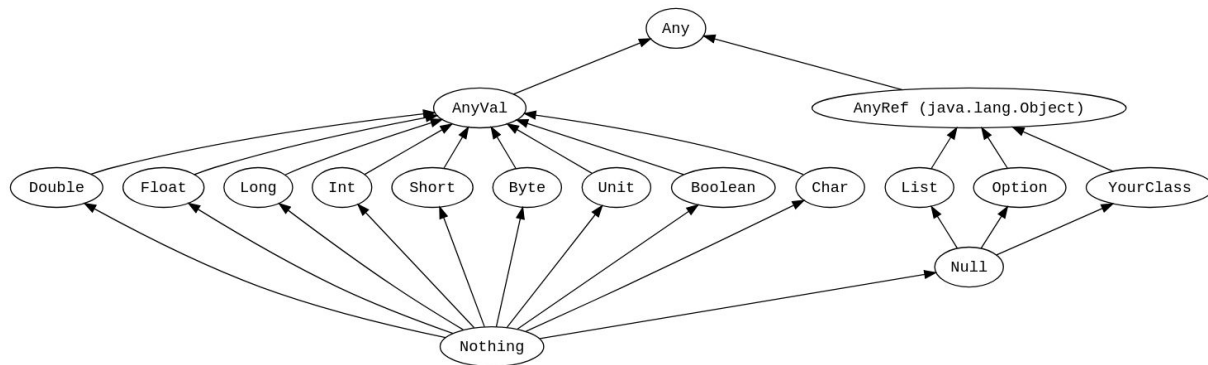 Any
AnyVal
AnyRef (java.lang.Object)
Double
Float
Long
Int
Short
Byte
Unit
Boolean
Char
List
Option
YourClass
Null
Nothing